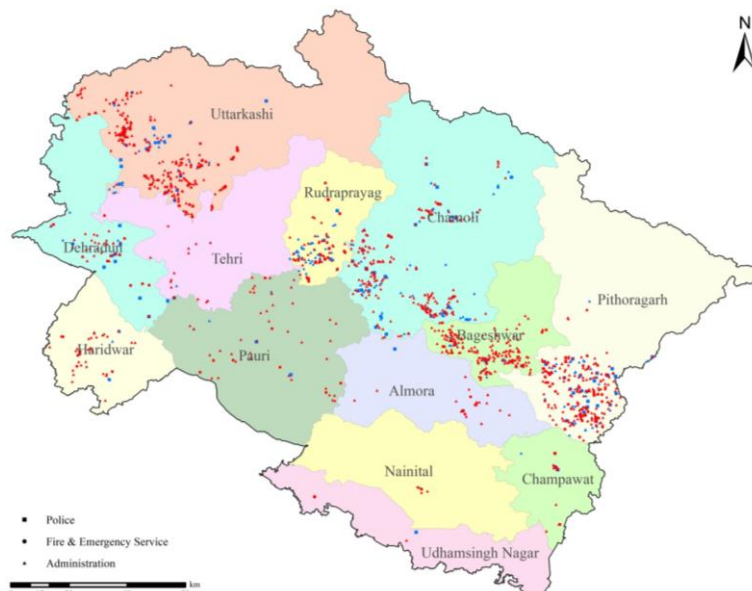 N
Uttarkashi
Rudraprayag
Chamoli
Dehradun
Tehri
Pithoragarh
Haridwar
Pauri
Bageshwar
Almora
Nainital
Champawat
Udhamsingh Nagar
Police
Fire & Emergency Service
Administration
km